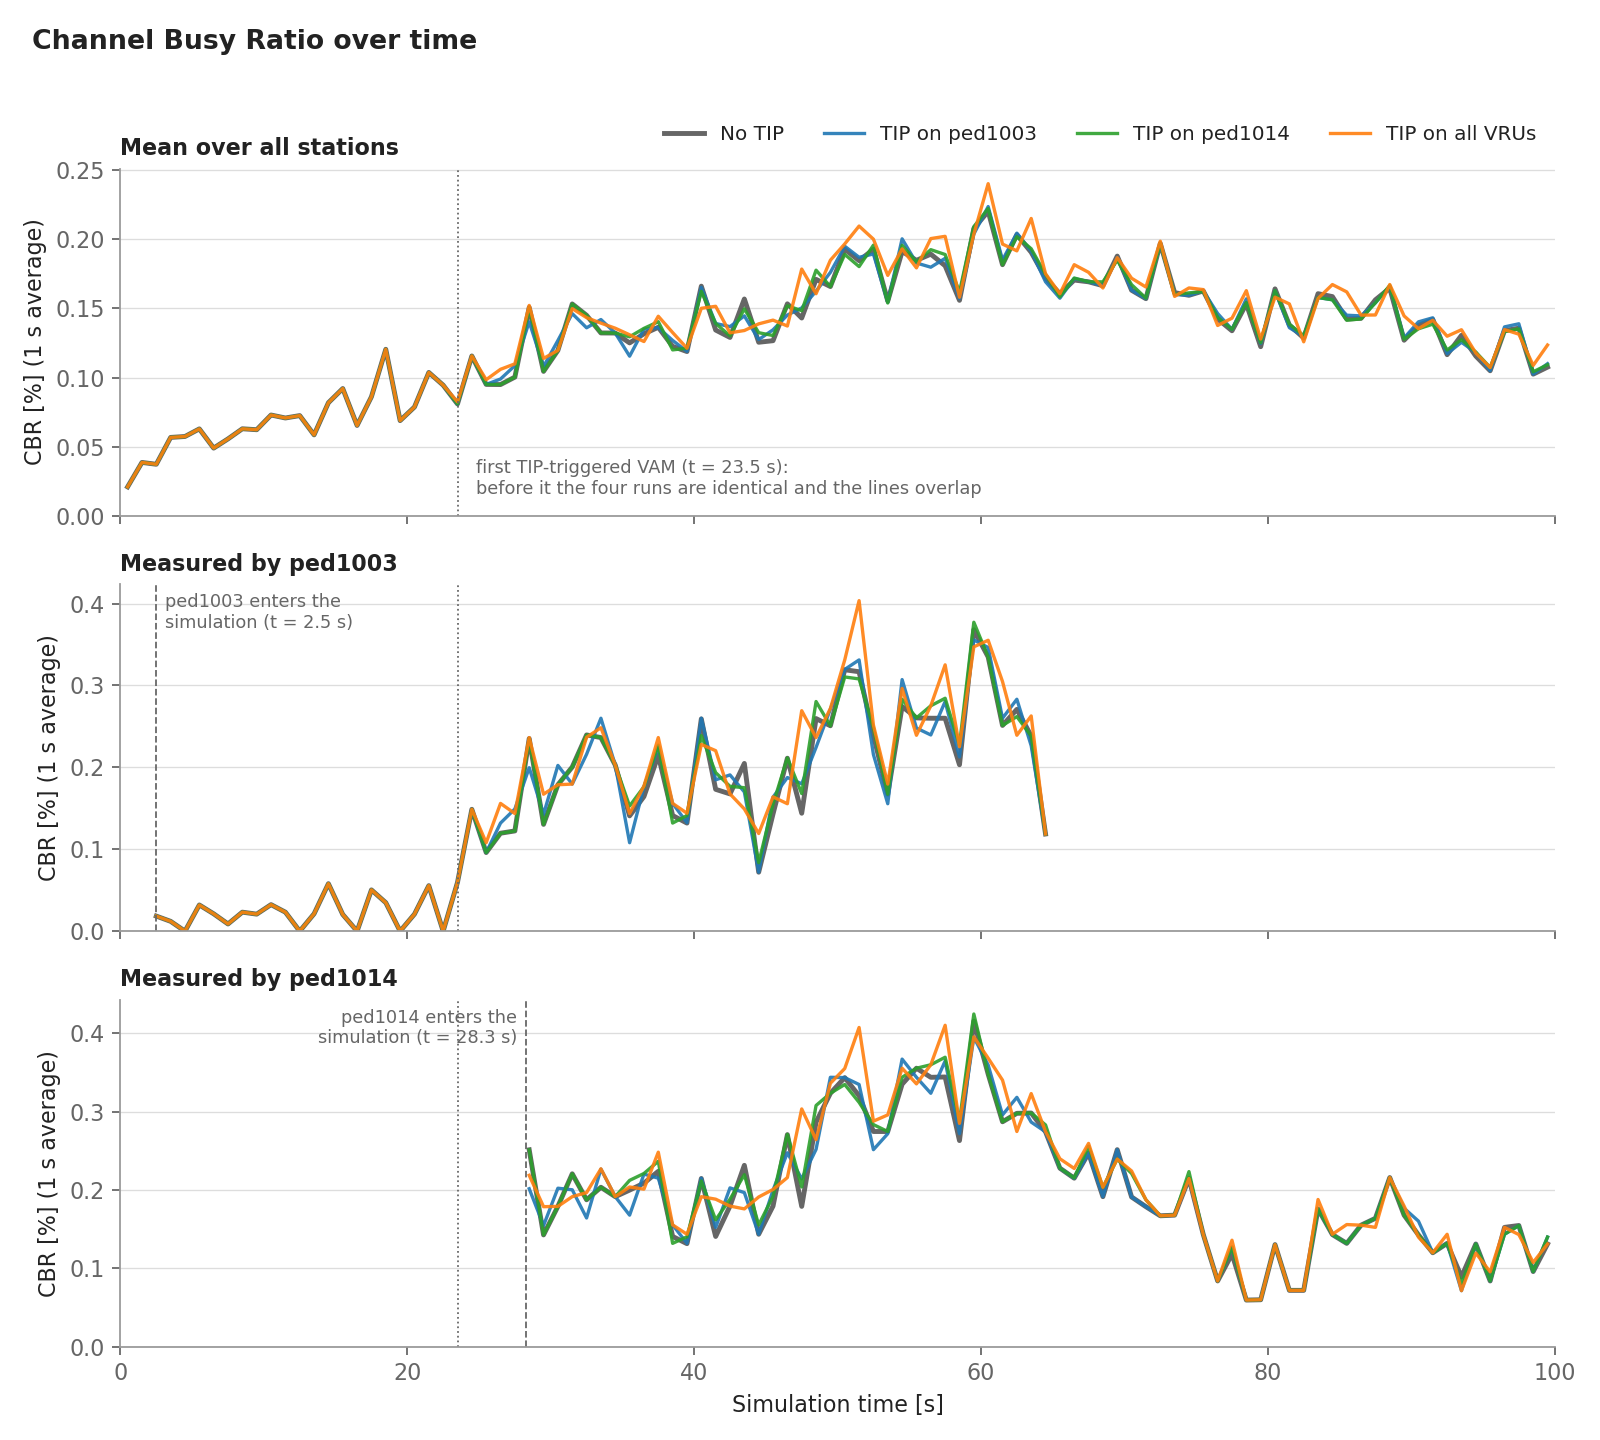 Channel Busy Ratio over time
No TIP
TIP on ped1003
TIP on ped1014
TIP on all VRUs
Mean over all stations
CBR [%] (1 s average)
0.25
0.20
0.15
0.10
0.05
0.00
first TIP-triggered VAM (t = 23.5 s):
before it the four runs are identical and the lines overlap
Measured by ped1003
CBR [%] (1 s average)
0.4
0.3
0.2
0.1
0.0
ped1003 enters the
simulation (t = 2.5 s)
Measured by ped1014
CBR [%] (1 s average)
0.4
0.3
0.2
0.1
0.0
ped1014 enters the
simulation (t = 28.3 s)
0 20 40 60 80 100
Simulation time [s]